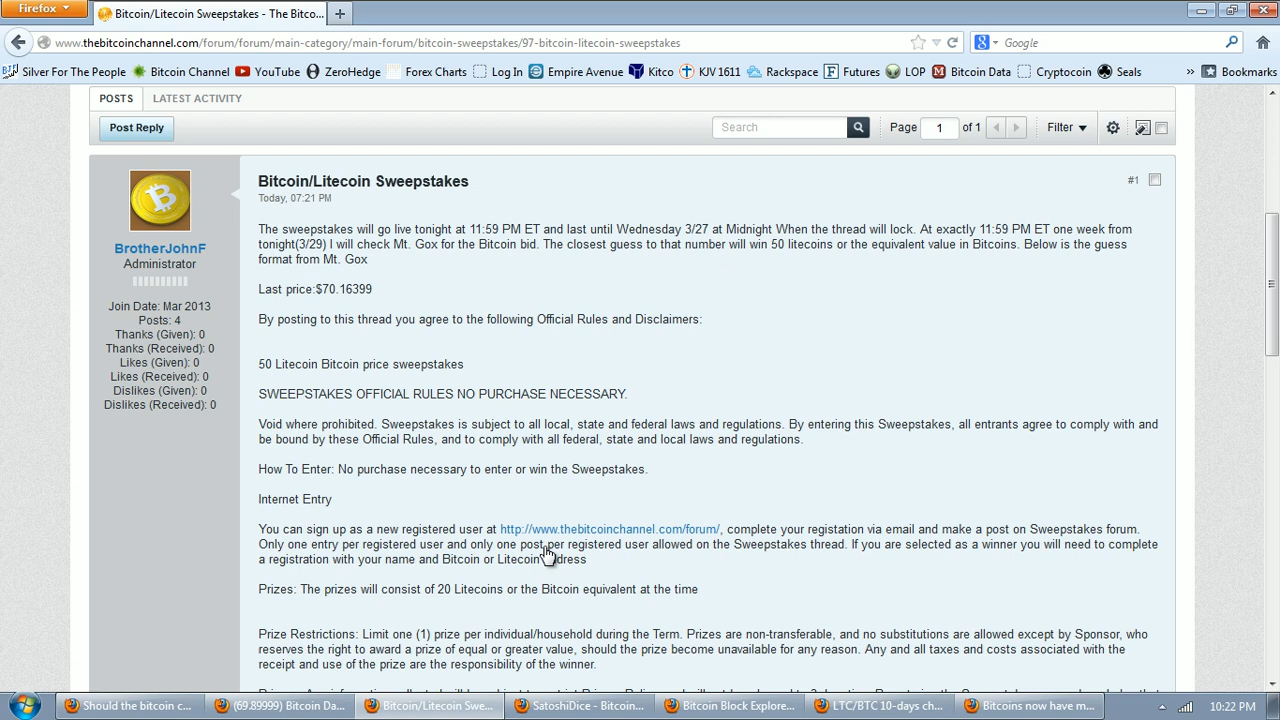 Firefox
Bitcoin/Litecoin Sweepstakes - The Bitco...
www.thebitcoinchannel.com/forum/forum/main-category/main-forum/bitcoin-sweepstakes/97-bitcoin-litecoin-sweepstakes
Google
Silver For The People Bitcoin Channel YouTube ZeroHedge Forex Charts Log In Empire Avenue Kitco KJV 1611 Rackspace Futures LOP Bitcoin Data Cryptocoin Seals » Bookmarks
POSTS LATEST ACTIVITY
Post Reply Search Page 1 of 1 Filter
Bitcoin/Litecoin Sweepstakes #1
Today, 07:21 PM
BrotherJohnF
Administrator
Join Date: Mar 2013
Posts: 4
Thanks (Given): 0
Thanks (Received): 0
Likes (Given): 0
Likes (Received): 0
Dislikes (Given): 0
Dislikes (Received): 0
The sweepstakes will go live tonight at 11:59 PM ET and last until Wednesday 3/27 at Midnight When the thread will lock. At exactly 11:59 PM ET one week from
tonight(3/29) I will check Mt. Gox for the Bitcoin bid. The closest guess to that number will win 50 litecoins or the equivalent value in Bitcoins. Below is the guess
format from Mt. Gox
Last price:$70.16399
By posting to this thread you agree to the following Official Rules and Disclaimers:
50 Litecoin Bitcoin price sweepstakes
SWEEPSTAKES OFFICIAL RULES NO PURCHASE NECESSARY.
Void where prohibited. Sweepstakes is subject to all local, state and federal laws and regulations. By entering this Sweepstakes, all entrants agree to comply with and
be bound by these Official Rules, and to comply with all federal, state and local laws and regulations.
How To Enter: No purchase necessary to enter or win the Sweepstakes.
Internet Entry
You can sign up as a new registered user at http://www.thebitcoinchannel.com/forum/, complete your registation via email and make a post on Sweepstakes forum.
Only one entry per registered user and only one post per registered user allowed on the Sweepstakes thread. If you are selected as a winner you will need to complete
a registration with your name and Bitcoin or Litecoin address
Prizes: The prizes will consist of 20 Litecoins or the Bitcoin equivalent at the time
Prize Restrictions: Limit one (1) prize per individual/household during the Term. Prizes are non-transferable, and no substitutions are allowed except by Sponsor, who
reserves the right to award a prize of equal or greater value, should the prize become unavailable for any reason. Any and all taxes and costs associated with the
receipt and use of the prize are the responsibility of the winner.
Should the bitcoin c... (69.89999) Bitcoin Da... Bitcoin/Litecoin Swe... SatoshiDice - Bitcoin... Bitcoin Block Explore... LTC/BTC 10-days ch... Bitcoins now have m... 10:22 PM